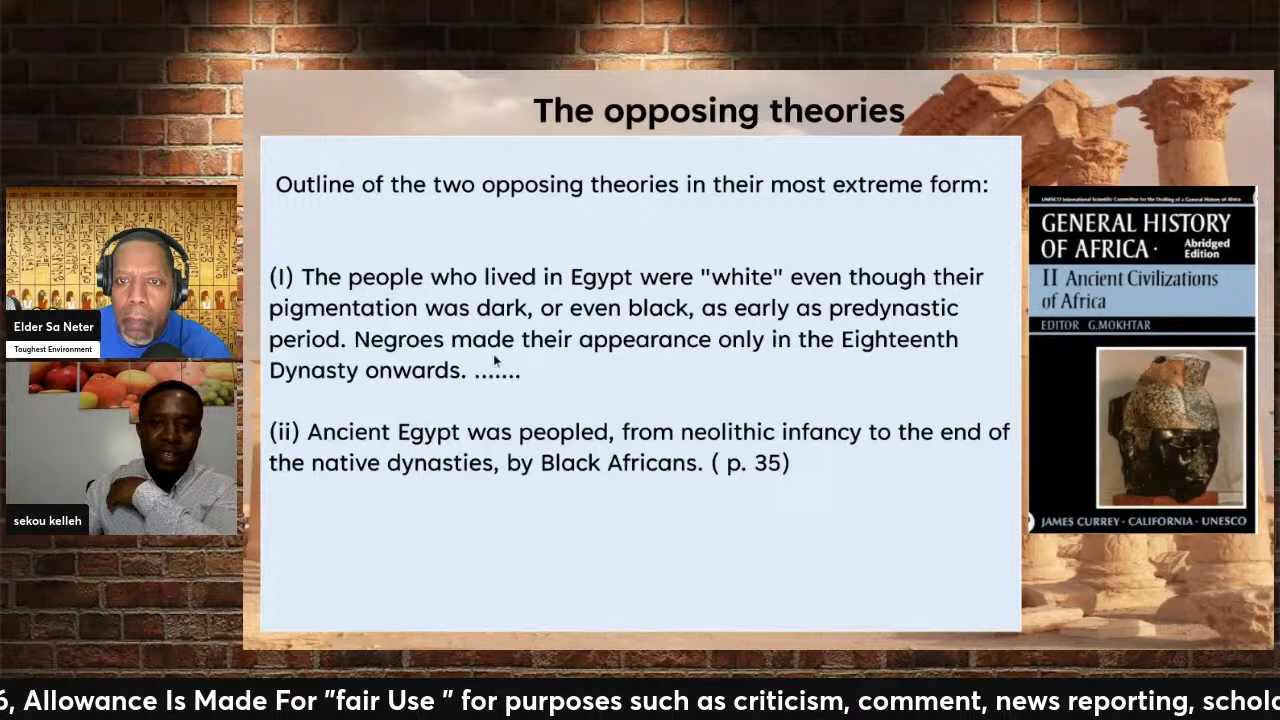 The opposing theories
Outline of the two opposing theories in their most extreme form:
(I) The people who lived in Egypt were "white" even though their
pigmentation was dark, or even black, as early as predynastic
period. Negroes made their appearance only in the Eighteenth
Dynasty onwards. .......
(ii) Ancient Egypt was peopled, from neolithic infancy to the end of
the native dynasties, by Black Africans. ( p. 35)
Elder Sa Neter
Toughest Environment
sekou kelleh
UNESCO International Scientific Committee for the Drafting of a General History of Africa
GENERAL HISTORY
OF AFRICA · Abridged
Edition
II Ancient Civilizations
of Africa
EDITOR G.MOKHTAR
JAMES CURREY · CALIFORNIA · UNESCO
6, Allowance Is Made For "fair Use " for purposes such as criticism, comment, news reporting, schola